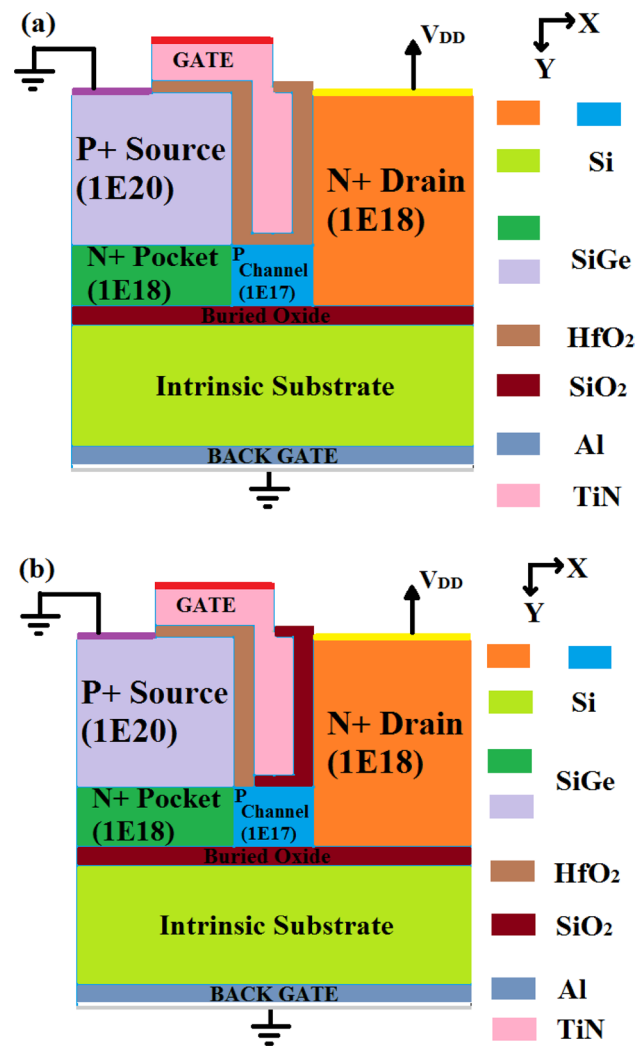 (a)
GATE
VDD
X
Y
P+ Source
(1E20)
N+ Drain
(1E18)
Si
N+ Pocket
(1E18)
P
Channel
(1E17)
SiGe
Buried Oxide
HfO2
Intrinsic Substrate
SiO2
Al
BACK GATE
TiN
(b)
GATE
VDD
X
Y
P+ Source
(1E20)
N+ Drain
(1E18)
Si
N+ Pocket
(1E18)
P
Channel
(1E17)
SiGe
Buried Oxide
HfO2
Intrinsic Substrate
SiO2
Al
BACK GATE
TiN